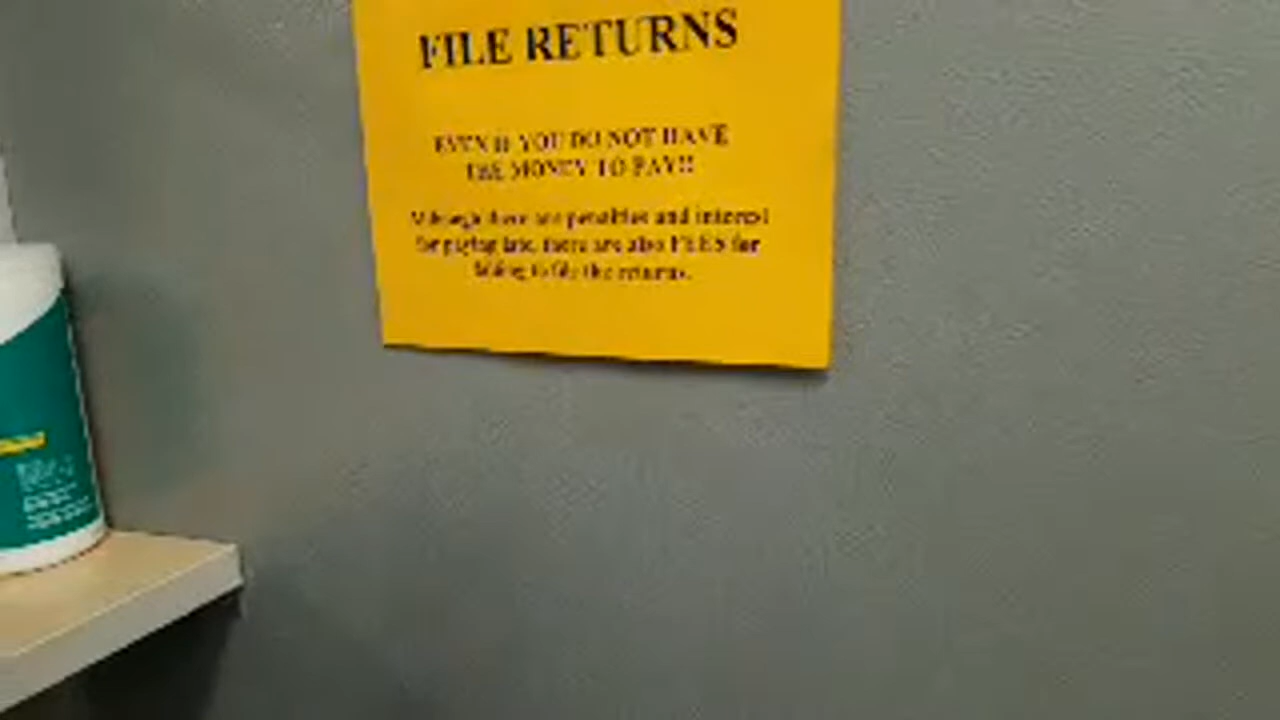 FILE RETURNS
EVEN IF YOU DO NOT HAVE
THE MONEY TO PAY!!
Although there are penalties and interest
for paying late, there are also FEES for
failing to file the returns.